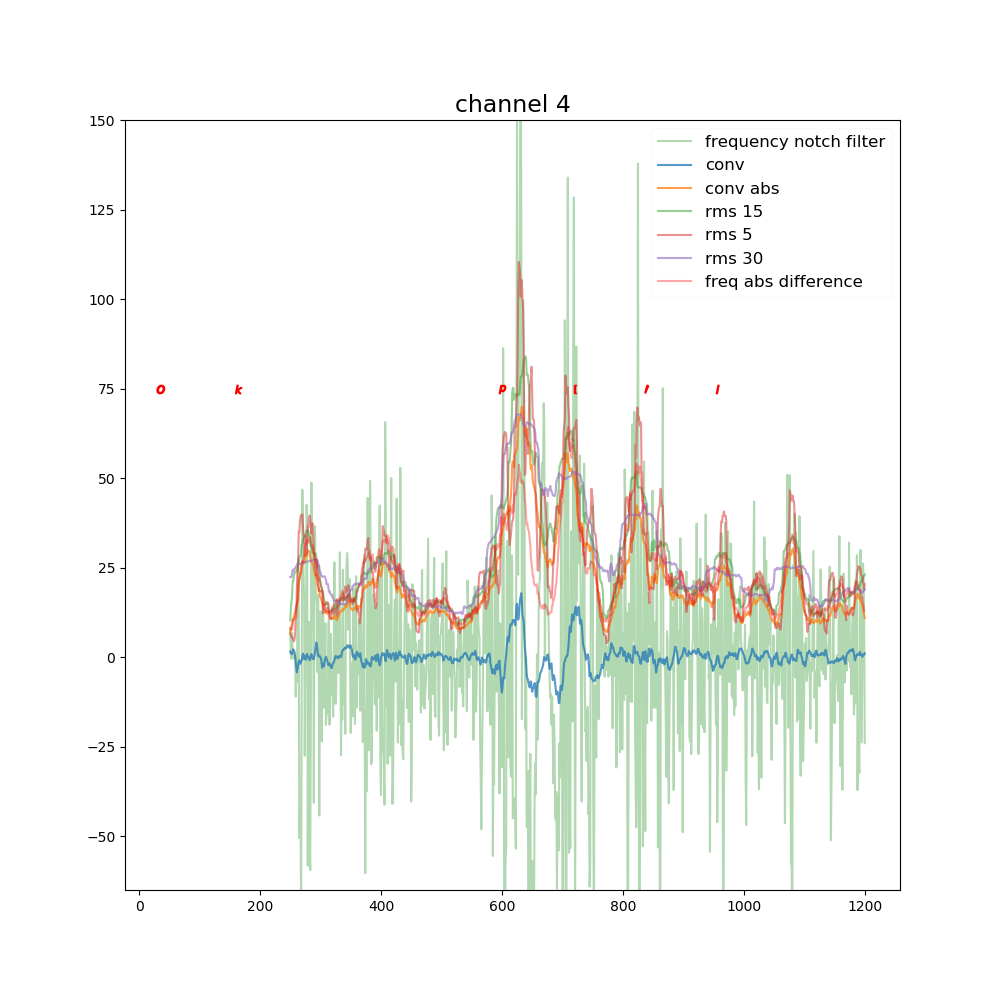 channel 4
150
125
100
75
50
25
0
−25
−50
frequency notch filter
conv
conv abs
rms 15
rms 5
rms 30
freq abs difference
O k p l
0 200 400 600 800 1000 1200